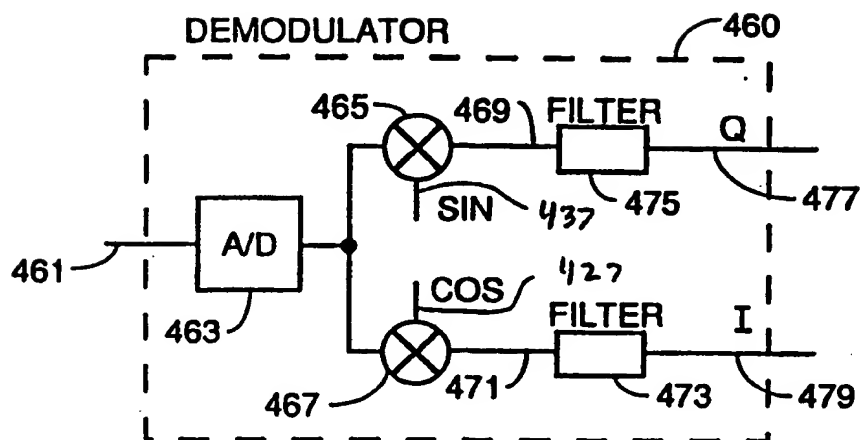 DEMODULATOR
460
465
469
FILTER
Q
SIN
437
475
477
A/D
461
463
COS
427
FILTER
I
467
471
473
479